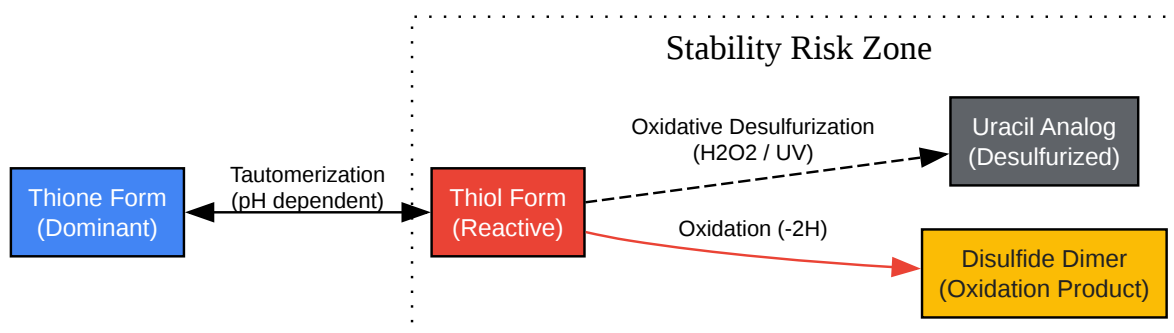 Stability Risk Zone
Oxidative Desulfurization
(H2O2 / UV)
Uracil Analog
(Desulfurized)
Tautomerization
(pH dependent)
Thione Form
(Dominant)
Thiol Form
(Reactive)
Oxidation (-2H)
Disulfide Dimer
(Oxidation Product)